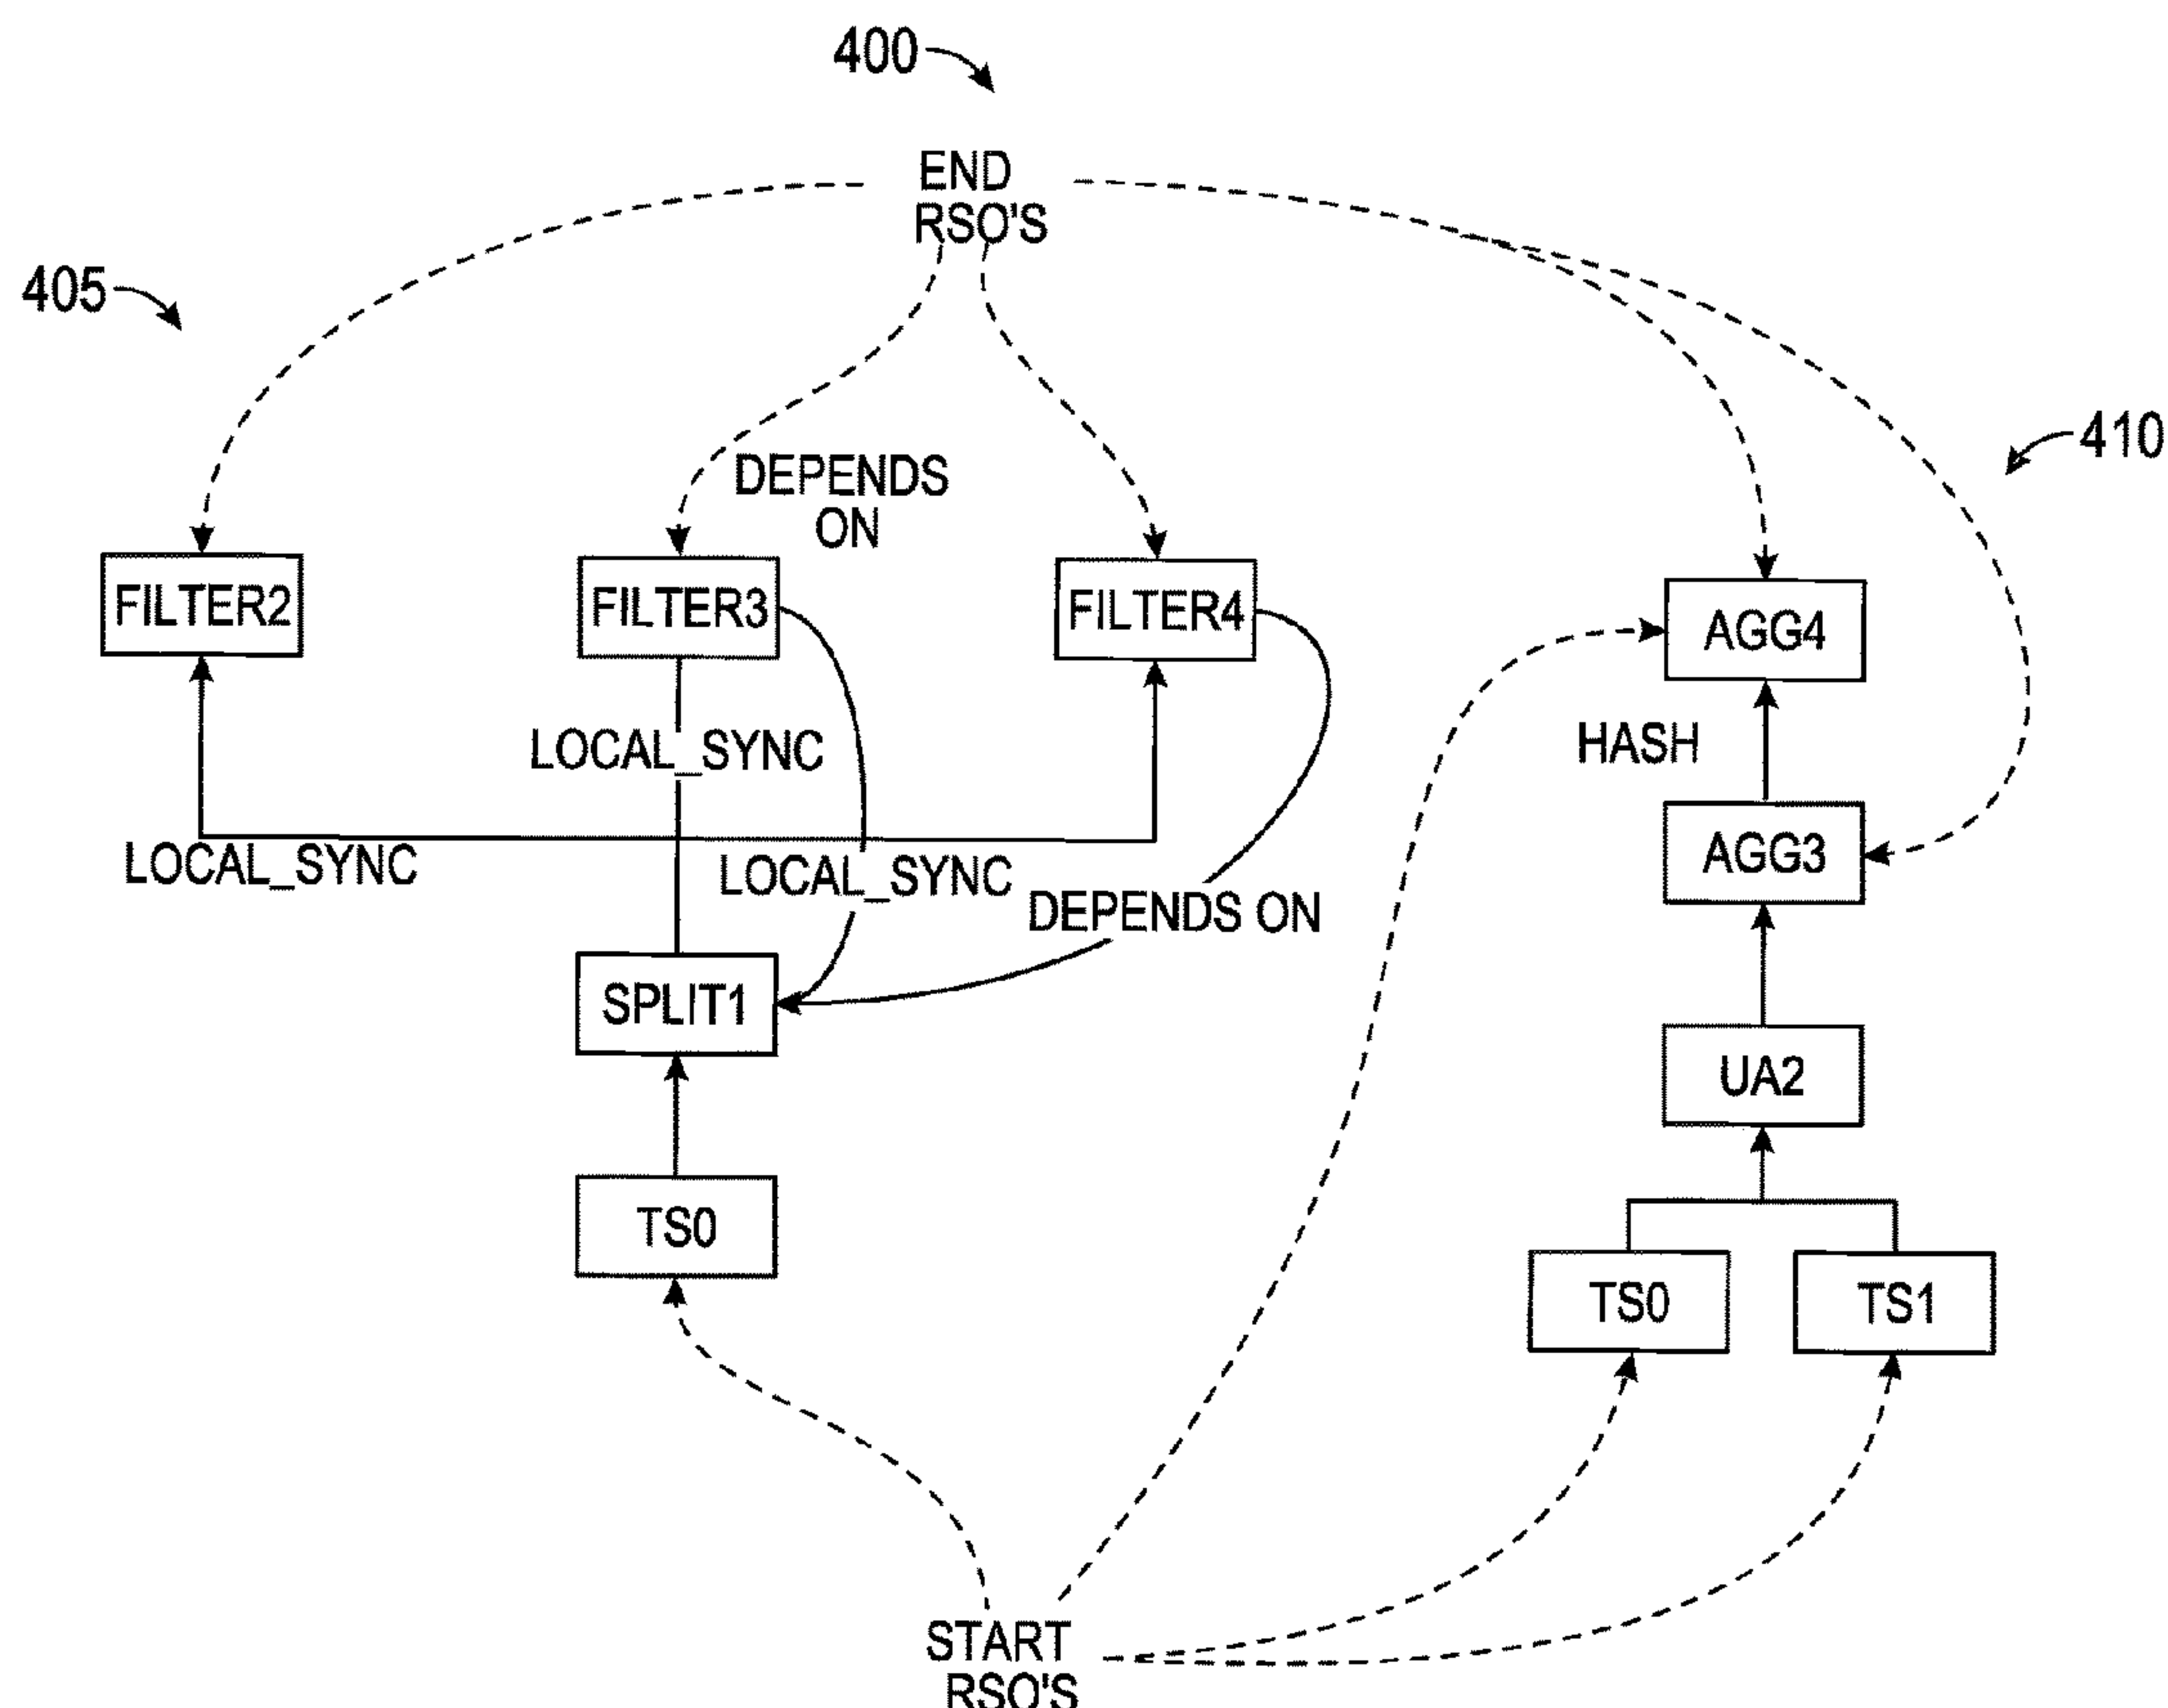 400
END
RSO'S
405
410
DEPENDS
ON
FILTER2
FILTER3
FILTER4
AGG4
LOCAL_SYNC
HASH
LOCAL_SYNC
LOCAL_SYNC
AGG3
DEPENDS ON
SPLIT1
UA2
TS0
TS0
TS1
START
RSO'S